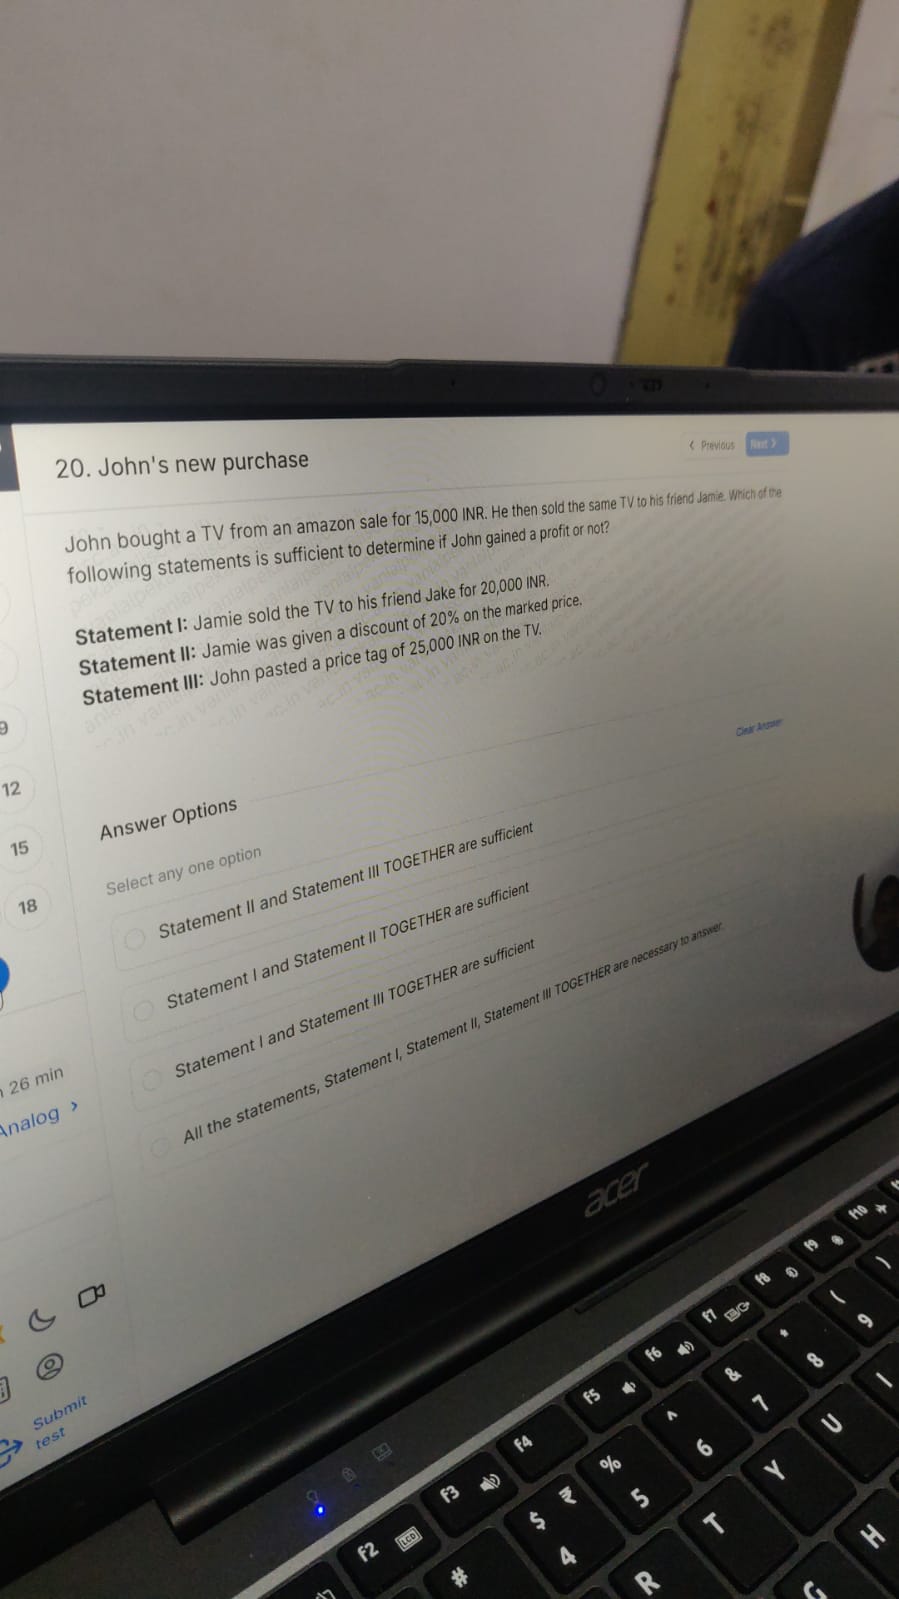 20. John's new purchase
Previous
Next
John bought a TV from an amazon sale for 15,000 INR. He then sold the same TV to his friend Jamie. Which of the
following statements is sufficient to determine if John gained a profit or not?
Statement I: Jamie sold the TV to his friend Jake for 20,000 INR.
Statement II: Jamie was given a discount of 20% on the marked price.
Statement III: John pasted a price tag of 25,000 INR on the TV.
Clear Answer
Answer Options
Select any one option
Statement II and Statement III TOGETHER are sufficient
Statement I and Statement II TOGETHER are sufficient
Statement I and Statement III TOGETHER are sufficient
All the statements, Statement I, Statement II, Statement III TOGETHER are necessary to answer.
9
12
15
18
26 min
Analog
Submit
test
acer
F2
LCD
F3
F4
F5
F6
F7
F8
F9
F10
#
$ ₹
4
%
5
^
6
&
7
*
8
(
9
)
R
T
Y
U
I
G
H